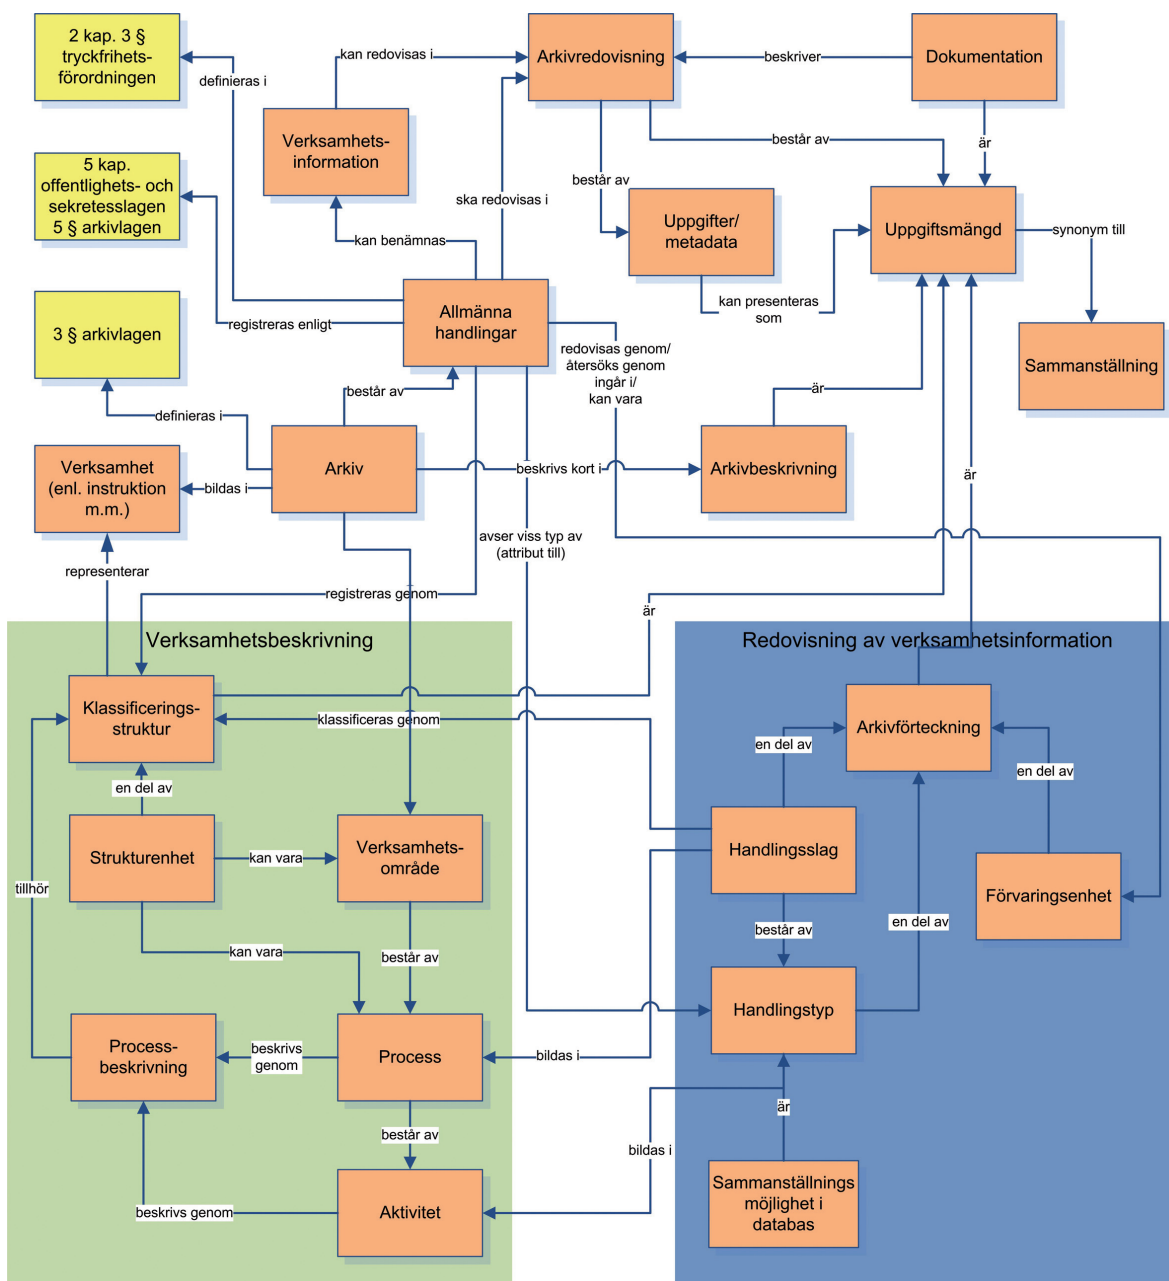 2 kap. 3 §
tryckfrihets-
förordningen
definieras i
kan redovisas i
Arkivredovisning
beskriver
Dokumentation
Verksamhets-
information
består av
är
5 kap.
offentlighets- och
sekretesslagen
5 § arkivlagen
ska redovisas i
består av
Uppgifter/
metadata
Uppgiftsmängd
synonym till
kan benämnas
kan presenteras
som
Allmänna
handlingar
registreras enligt
3 § arkivlagen
redovisas genom/
återsöks genom
ingår i/
kan vara
Sammanställning
består av
är
definieras i
Verksamhet
(enl. instruktion
m.m.)
bildas i
Arkiv
beskrivs kort i
Arkivbeskrivning
är
avser viss typ av
(attribut till)
representerar
registreras genom
är
Verksamhetsbeskrivning
Redovisning av verksamhetsinformation
Klassificerings-
struktur
klassificeras genom
Arkivförteckning
en del av
en del av
en del av
Strukturenhet
kan vara
Verksamhets-
område
Handlingsslag
Förvaringsenhet
tillhör
en del av
består av
kan vara
består av
Handlingstyp
Process-
beskrivning
beskrivs
genom
Process
bildas i
är
består av
bildas i
beskrivs genom
Aktivitet
Sammanställnings
möjlighet i
databas